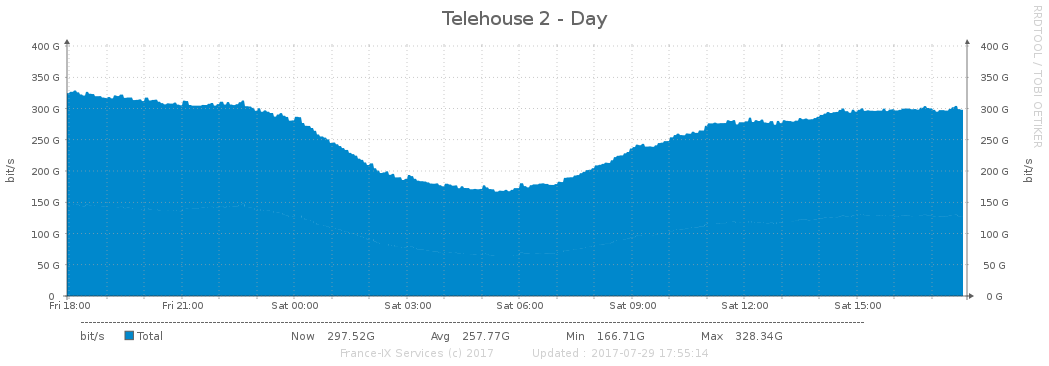 Telehouse 2 - Day
RRDTOOL / TOBI OETIKER
bit/s
400 G 400 G
350 G 350 G
300 G 300 G
250 G 250 G
200 G 200 G
150 G 150 G
100 G 100 G
50 G 50 G
0 0 G
bit/s
Fri 18:00 Fri 21:00 Sat 00:00 Sat 03:00 Sat 06:00 Sat 09:00 Sat 12:00 Sat 15:00
bit/s Total Now 297.52G Avg 257.77G Min 166.71G Max 328.34G
France-IX Services (c) 2017 Updated : 2017-07-29 17:55:14